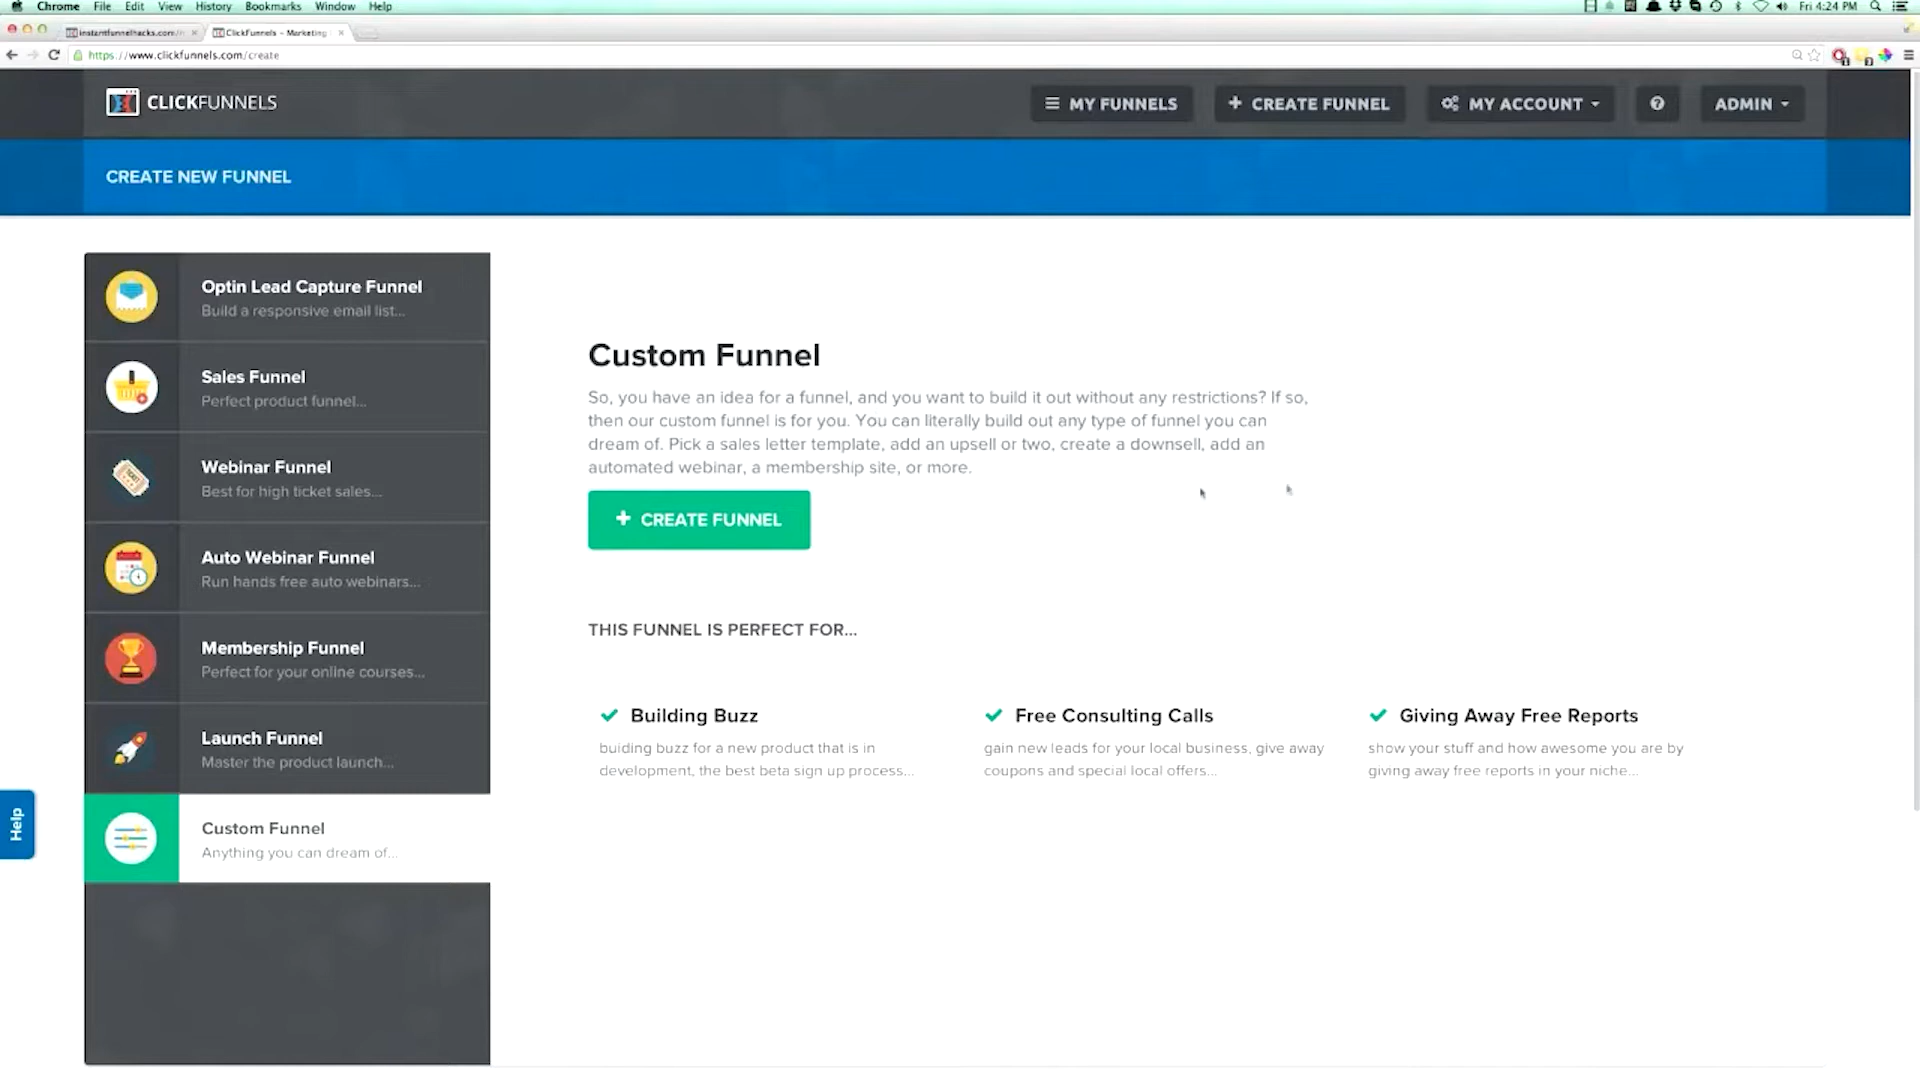 Chrome File Edit View History Bookmarks Window Help
Fri 4:24 PM
instantfunnelhacks.com/
ClickFunnels - Marketing
https://www.clickfunnels.com/create
CLICKFUNNELS
MY FUNNELS
CREATE FUNNEL
MY ACCOUNT
?
ADMIN
CREATE NEW FUNNEL
Optin Lead Capture Funnel
Build a responsive email list...
Sales Funnel
Perfect product funnel...
Webinar Funnel
Best for high ticket sales...
Auto Webinar Funnel
Run hands free auto webinars...
Membership Funnel
Perfect for your online courses...
Launch Funnel
Master the product launch...
Custom Funnel
Anything you can dream of...
Help
Custom Funnel
So, you have an idea for a funnel, and you want to build it out without any restrictions? If so,
then our custom funnel is for you. You can literally build out any type of funnel you can
dream of. Pick a sales letter template, add an upsell or two, create a downsell, add an
automated webinar, a membership site, or more.
+ CREATE FUNNEL
THIS FUNNEL IS PERFECT FOR...
Building Buzz
buiding buzz for a new product that is in
development, the best beta sign up process...
Free Consulting Calls
gain new leads for your local business, give away
coupons and special local offers...
Giving Away Free Reports
show your stuff and how awesome you are by
giving away free reports in your niche...